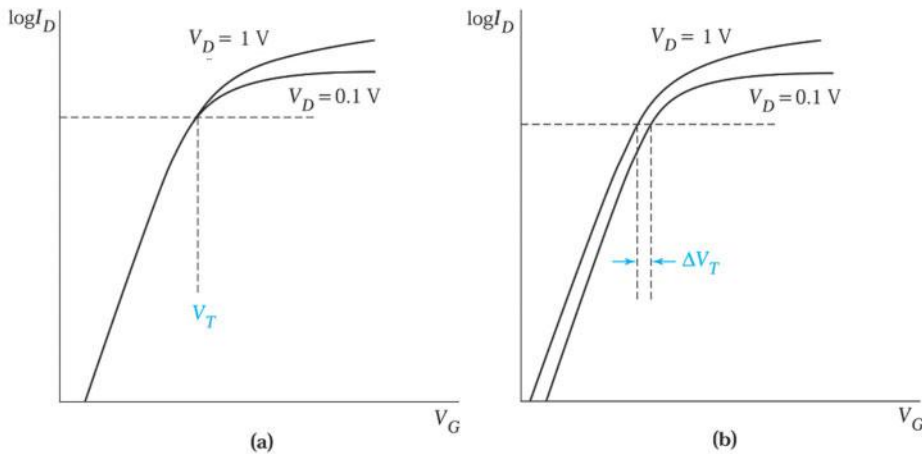 logI_D
V_D = 1 V
V_D = 0.1 V
V_T
V_G
(a)
logI_D
V_D = 1 V
V_D = 0.1 V
ΔV_T
V_G
(b)